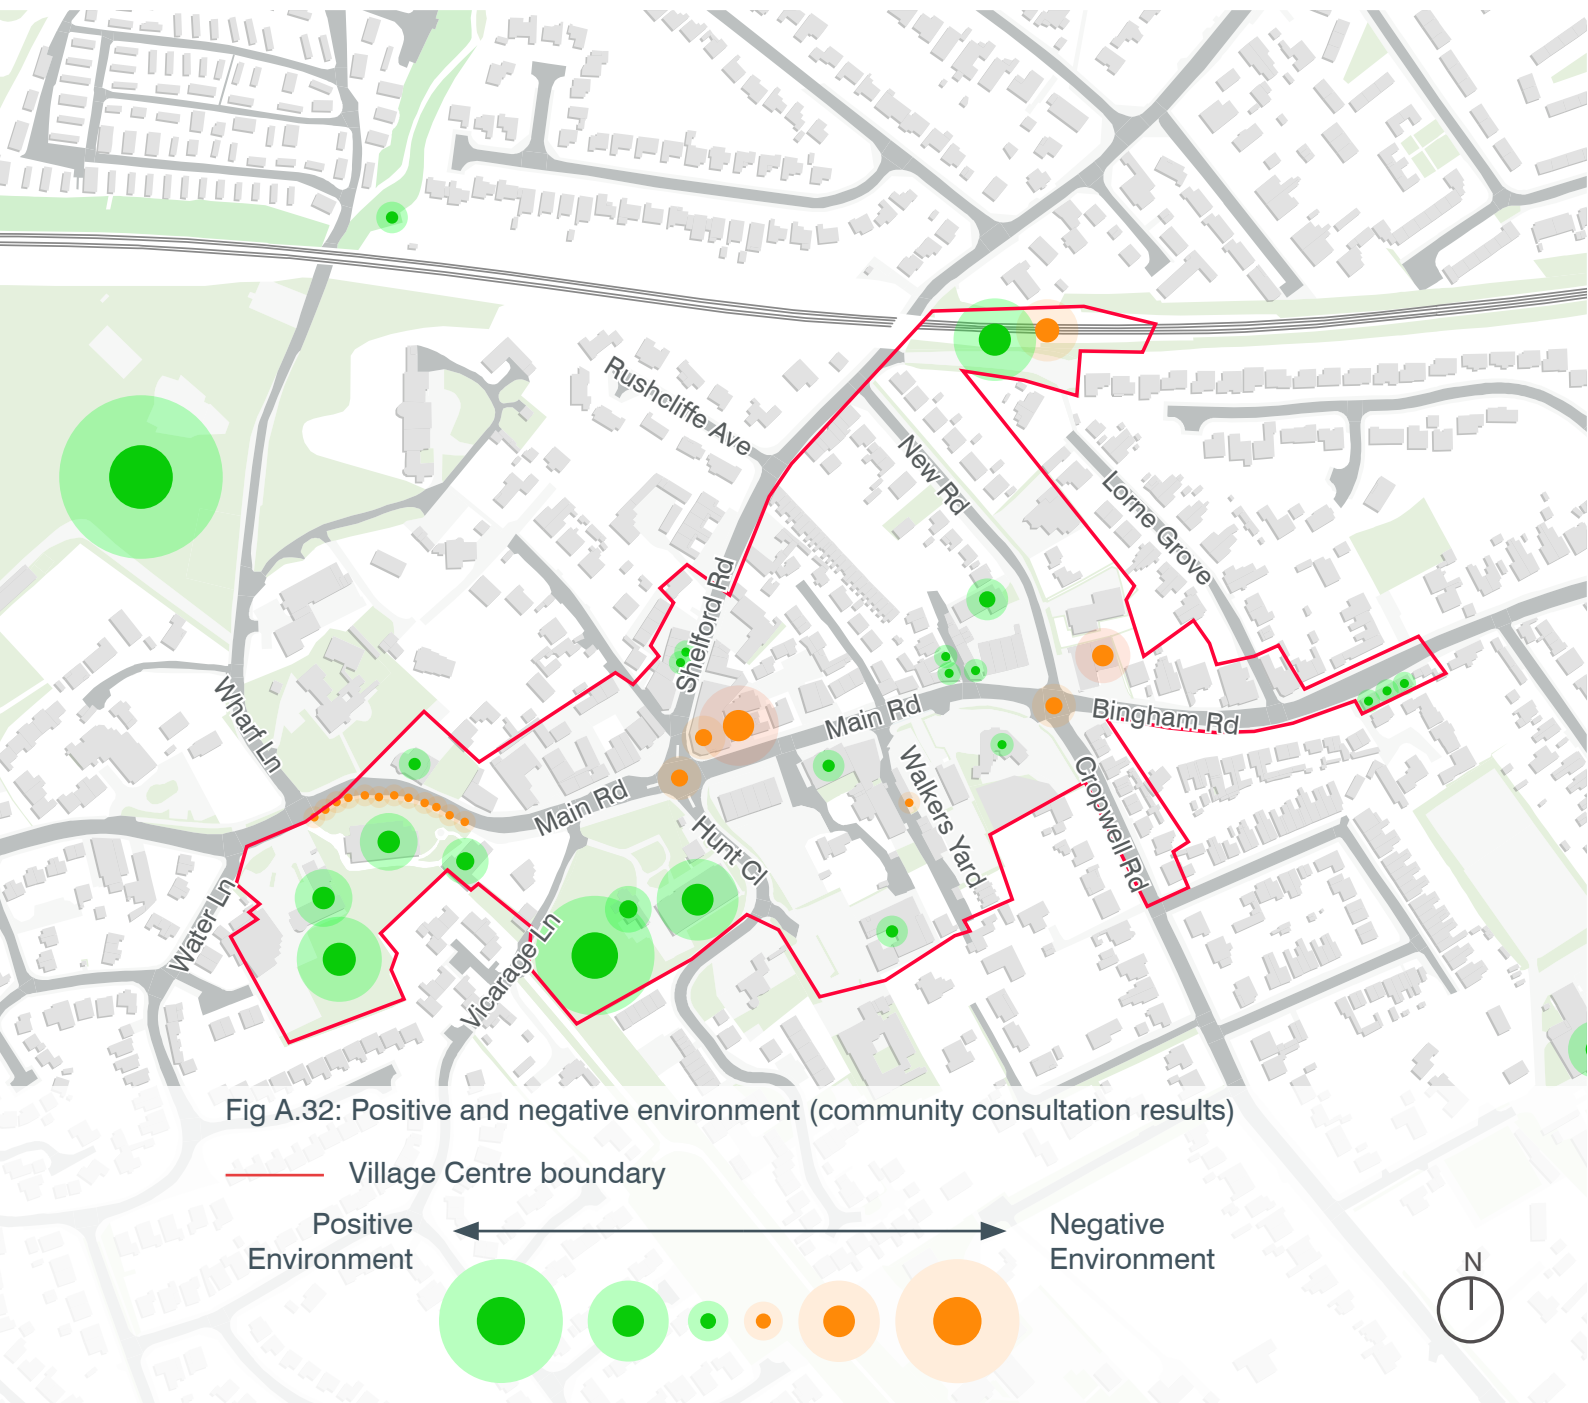 Rushcliffe Ave
New Rd
Lorne Grove
Shelford Rd
Wharf Ln
Main Rd
Bingham Rd
Main Rd
Walkers Yard
Cropwell Rd
Hunt Cl
Water Ln
Vicarage Ln
Fig A.32: Positive and negative environment (community consultation results)
Village Centre boundary
Positive
Environment
Negative
Environment
N